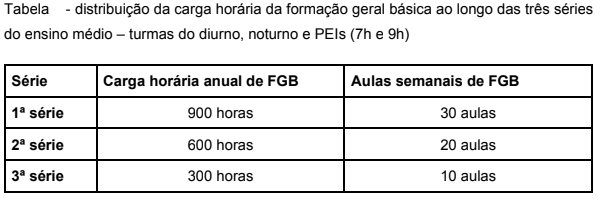 Tabela - distribuição da carga horária da formação geral básica ao longo das três séries
do ensino médio – turmas do diurno, noturno e PEIs (7h e 9h)
Série Carga horária anual de FGB Aulas semanais de FGB
1ª série 900 horas 30 aulas
2ª série 600 horas 20 aulas
3ª série 300 horas 10 aulas